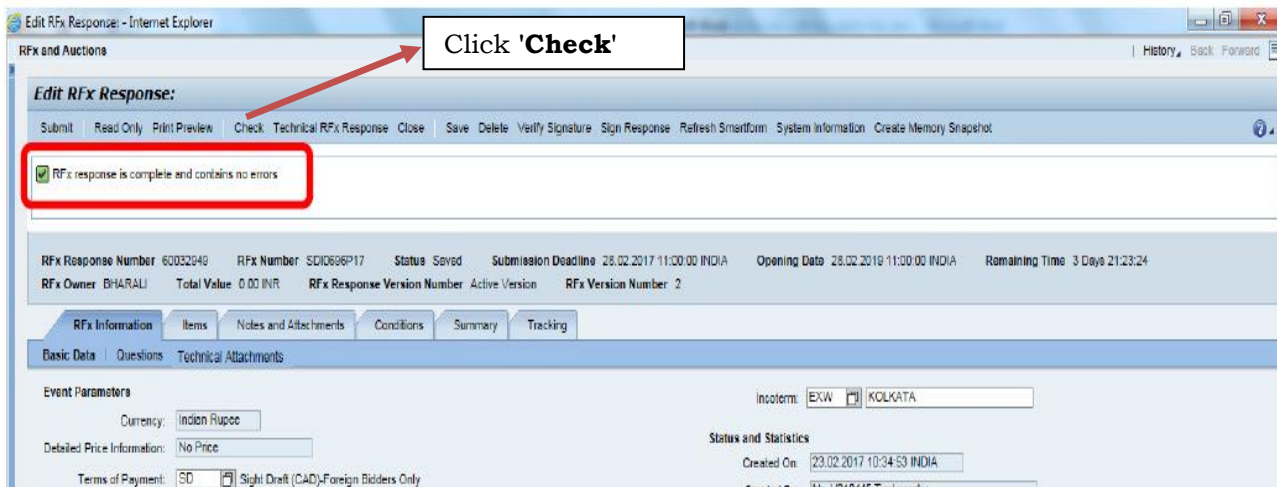 Edit RFx Response: - Internet Explorer
Click 'Check'
RFx and Auctions
History Back Forward
Edit RFx Response:
Submit Read Only Print Preview Check Technical RFx Response Close Save Delete Verify Signature Sign Response Refresh Smartform System Information Create Memory Snapshot
RFx response is complete and contains no errors
RFx Response Number 60032949 RFx Number SDI0696P17 Status Saved Submission Deadline 28.02.2017 11:00:00 INDIA Opening Date 28.02.2019 11:00:00 INDIA Remaining Time 3 Days 21:23:24
RFx Owner BHARALI Total Value 0.00 INR RFx Response Version Number Active Version RFx Version Number 2
RFx Information Items Notes and Attachments Conditions Summary Tracking
Basic Data Questions Technical Attachments
Event Parameters
Incoterm: EXW KOLKATA
Currency: Indian Rupee
Status and Statistics
Detailed Price Information: No Price
Created On: 23.02.2017 10:34:53 INDIA
Terms of Payment: SD Sight Draft (CAD)-Foreign Bidders Only